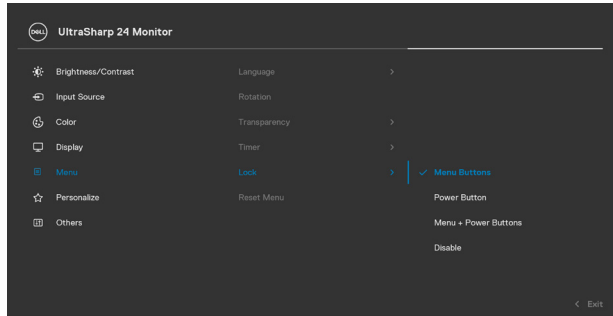 DELL UltraSharp 24 Monitor
Brightness/Contrast
Input Source
Color
Display
Menu
Personalize
Others
Language
Rotation
Transparency
Timer
Lock
Reset Menu
Menu Buttons
Power Button
Menu + Power Buttons
Disable
Exit